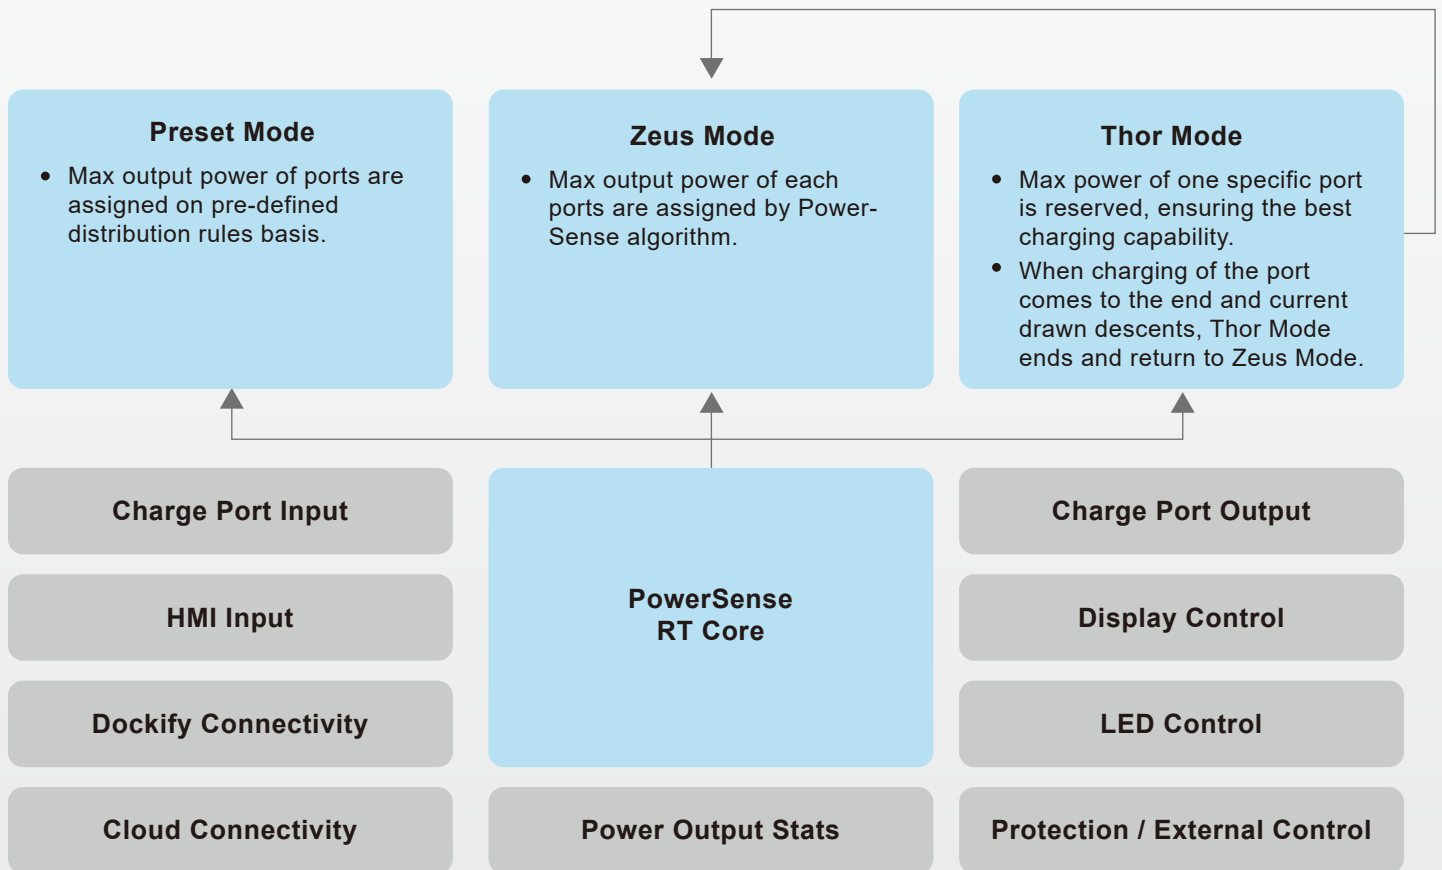 Preset Mode
• Max output power of ports are
assigned on pre-defined
distribution rules basis.
Zeus Mode
• Max output power of each
ports are assigned by Power-
Sense algorithm.
Thor Mode
• Max power of one specific port
is reserved, ensuring the best
charging capability.
• When charging of the port
comes to the end and current
drawn descents, Thor Mode
ends and return to Zeus Mode.
Charge Port Input
HMI Input
Dockify Connectivity
Cloud Connectivity
PowerSense
RT Core
Power Output Stats
Charge Port Output
Display Control
LED Control
Protection / External Control